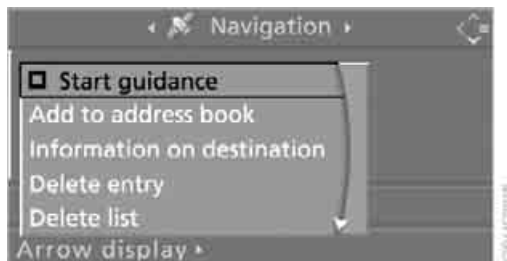 Navigation
Start guidance
Add to address book
Information on destination
Delete entry
Delete list
Arrow display